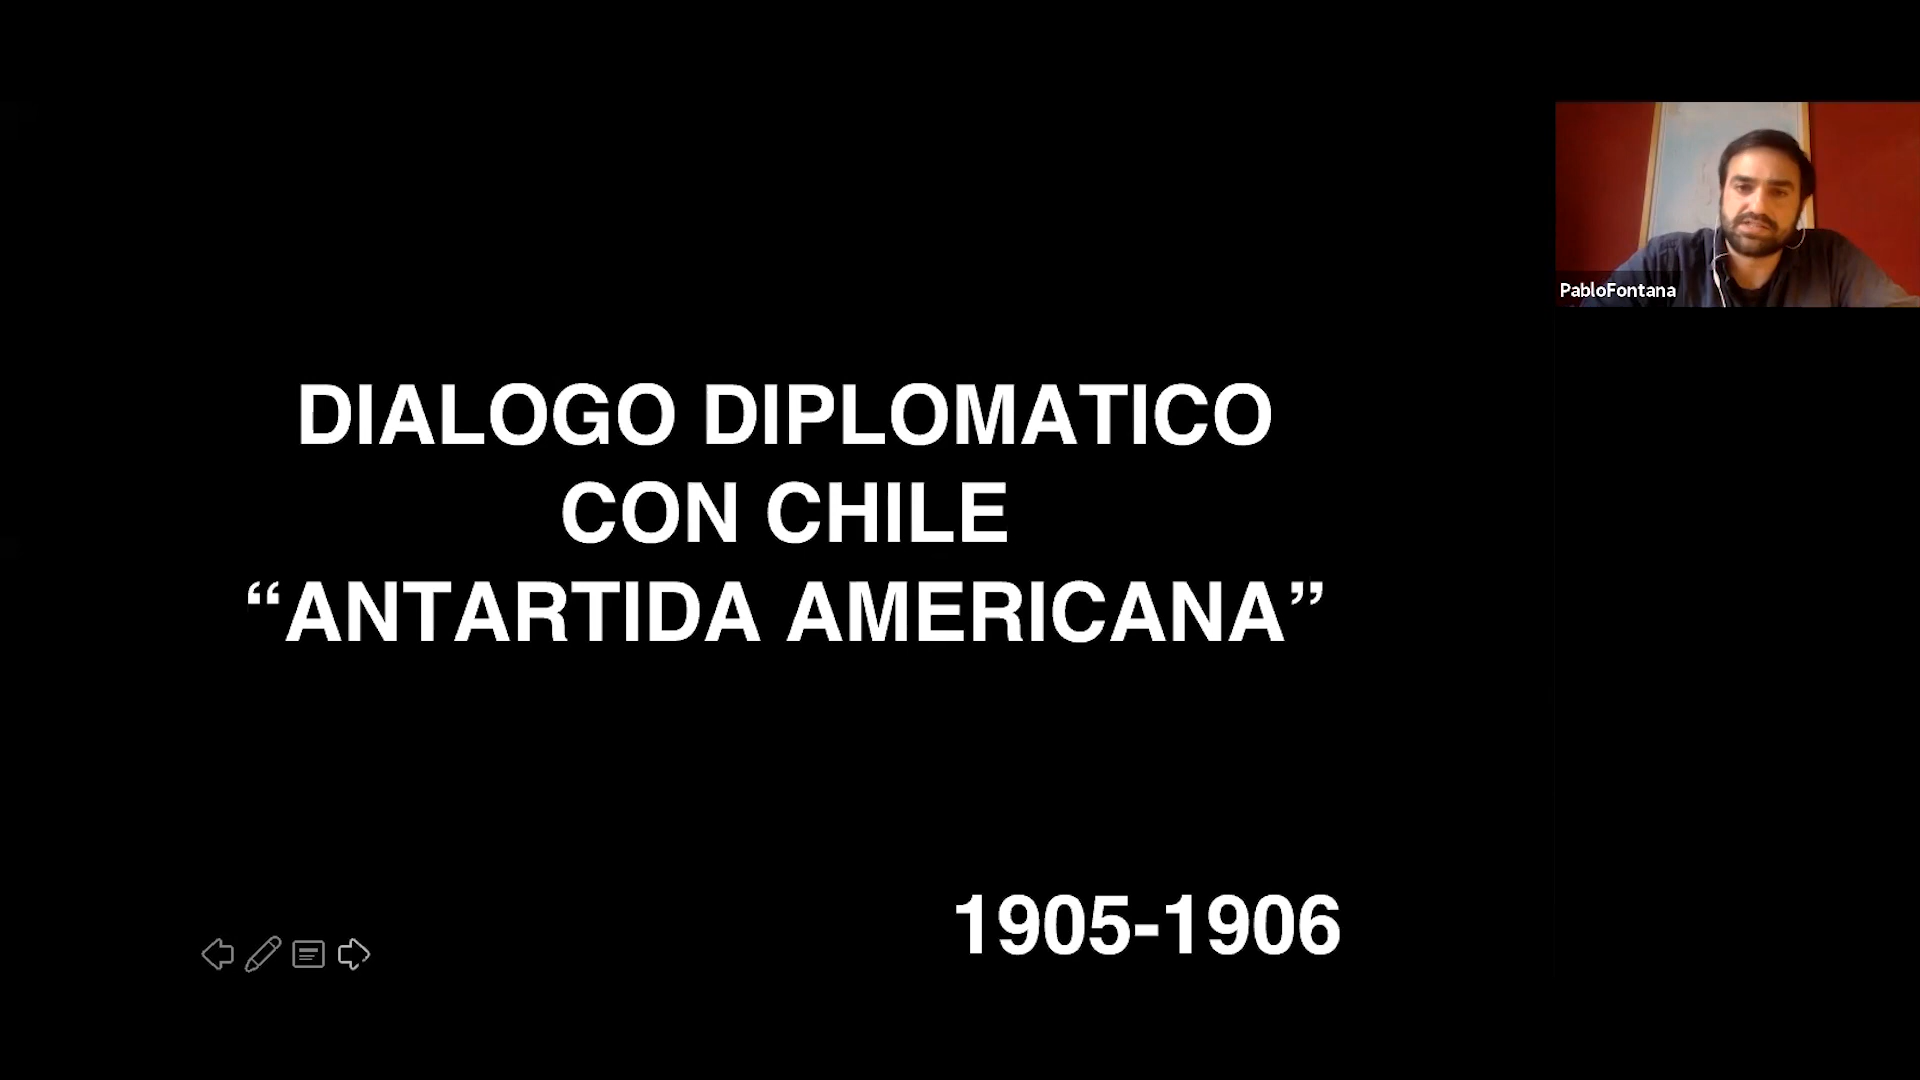 DIALOGO DIPLOMATICO
CON CHILE
“ANTARTIDA AMERICANA”
1905-1906
PabloFontana